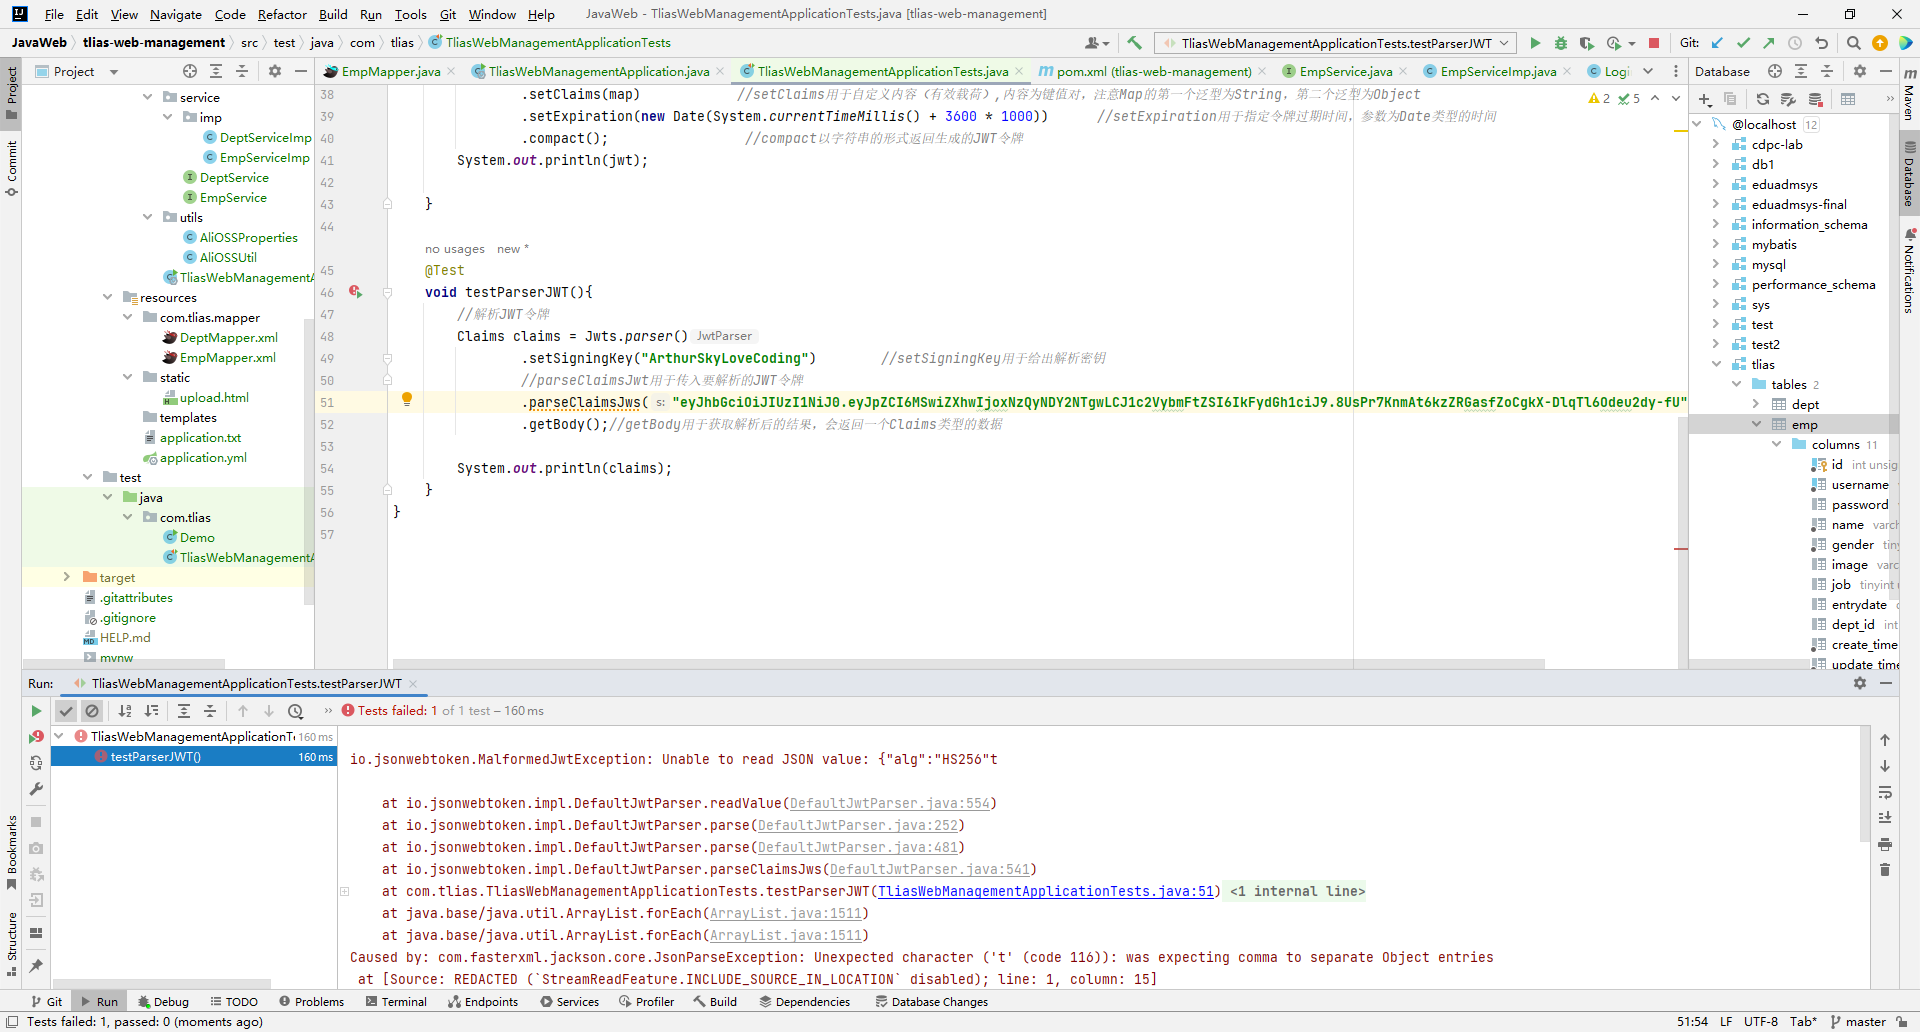 File Edit View Navigate Code Refactor Build Run Tools Git Window Help JavaWeb - TliasWebManagementApplicationTests.java [tlias-web-management]
JavaWeb tlias-web-management src test java com tlias TliasWebManagementApplicationTests TliasWebManagementApplicationTests.testParserJWT Git:
Project EmpMapper.java TliasWebManagementApplication.java TliasWebManagementApplicationTests.java pom.xml (tlias-web-management) EmpService.java EmpServiceImp.java Logi Database
Project
Commit
Bookmarks
Structure
service
imp
DeptServiceImp
EmpServiceImp
DeptService
EmpService
utils
AliOSSProperties
AliOSSUtil
TliasWebManagementA
resources
com.tlias.mapper
DeptMapper.xml
EmpMapper.xml
static
upload.html
templates
application.txt
application.yml
test
java
com.tlias
Demo
TliasWebManagementA
target
.gitattributes
.gitignore
HELP.md
mvnw
2 5
38 .setClaims(map) //setClaims用于自定义内容（有效载荷）,内容为键值对，注意Map的第一个泛型为String，第二个泛型为Object
39 .setExpiration(new Date(System.currentTimeMillis() + 3600 * 1000)) //setExpiration用于指定令牌过期时间，参数为Date类型的时间
40 .compact(); //compact以字符串的形式返回生成的JWT令牌
41 System.out.println(jwt);
42
43 }
44
no usages new *
45 @Test
46 void testParserJWT(){
47 //解析JWT令牌
48 Claims claims = Jwts.parser() JwtParser
49 .setSigningKey("ArthurSkyLoveCoding") //setSigningKey用于给出解析密钥
50 //parseClaimsJwt用于传入要解析的JWT令牌
51 .parseClaimsJws( s: "eyJhbGciOiJIUzI1NiJ0.eyJpZCI6MSwiZXhwIjoxNzQyNDY2NTgwLCJ1c2VybmFtZSI6IkFydGh1ciJ9.8UsPr7KnmAt6kzZRGasfZoCgkX-DlqTl6Odeu2dy-fU"
52 .getBody();//getBody用于获取解析后的结果，会返回一个Claims类型的数据
53
54 System.out.println(claims);
55 }
56 }
57
@localhost 12
cdpc-lab
db1
eduadmsys
eduadmsys-final
information_schema
mybatis
mysql
performance_schema
sys
test
test2
tlias
tables 2
dept
emp
columns 11
id int unsig
username
password
name varch
gender tiny
image varc
job tinyint u
entrydate
dept_id int
create_time
update_time
Maven
Database
Notifications
Run: TliasWebManagementApplicationTests.testParserJWT
Tests failed: 1 of 1 test – 160 ms
TliasWebManagementApplicationT 160 ms
testParserJWT() 160 ms
io.jsonwebtoken.MalformedJwtException: Unable to read JSON value: {"alg":"HS256"t
at io.jsonwebtoken.impl.DefaultJwtParser.readValue(DefaultJwtParser.java:554)
at io.jsonwebtoken.impl.DefaultJwtParser.parse(DefaultJwtParser.java:252)
at io.jsonwebtoken.impl.DefaultJwtParser.parse(DefaultJwtParser.java:481)
at io.jsonwebtoken.impl.DefaultJwtParser.parseClaimsJws(DefaultJwtParser.java:541)
at com.tlias.TliasWebManagementApplicationTests.testParserJWT(TliasWebManagementApplicationTests.java:51) <1 internal line>
at java.base/java.util.ArrayList.forEach(ArrayList.java:1511)
at java.base/java.util.ArrayList.forEach(ArrayList.java:1511)
Caused by: com.fasterxml.jackson.core.JsonParseException: Unexpected character ('t' (code 116)): was expecting comma to separate Object entries
at [Source: REDACTED (`StreamReadFeature.INCLUDE_SOURCE_IN_LOCATION` disabled); line: 1, column: 15]
Git Run Debug TODO Problems Terminal Endpoints Services Profiler Build Dependencies Database Changes
Tests failed: 1, passed: 0 (moments ago) 51:54 LF UTF-8 Tab* master